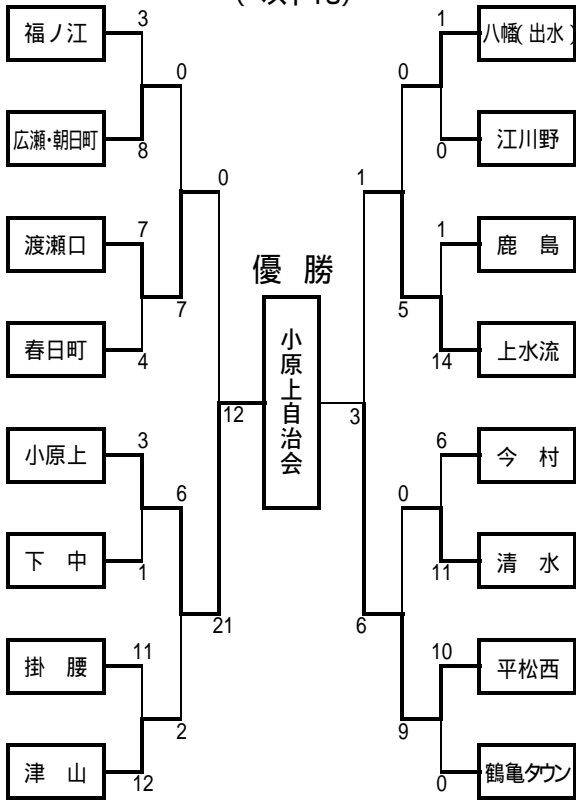 福ノ江
3
0
広瀬・朝日町
8
0
渡瀬口
7
7
春日町
4
12
小原上
3
6
下 中
1
21
掛 腰
11
2
津 山
12
優 勝
小原上自治会
八幡(出水)
1
0
江川野
0
1
鹿 島
1
5
上水流
14
3
今 村
6
0
清 水
11
6
平松西
10
9
鶴亀タウン
0